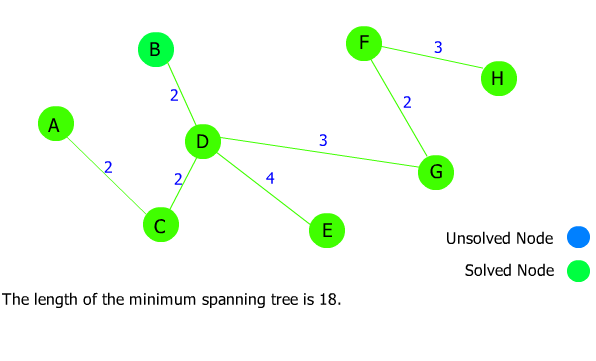 F
3
H
B
2
2
A
D
3
2
2
4
G
C
E
Unsolved Node
Solved Node
The length of the minimum spanning tree is 18.